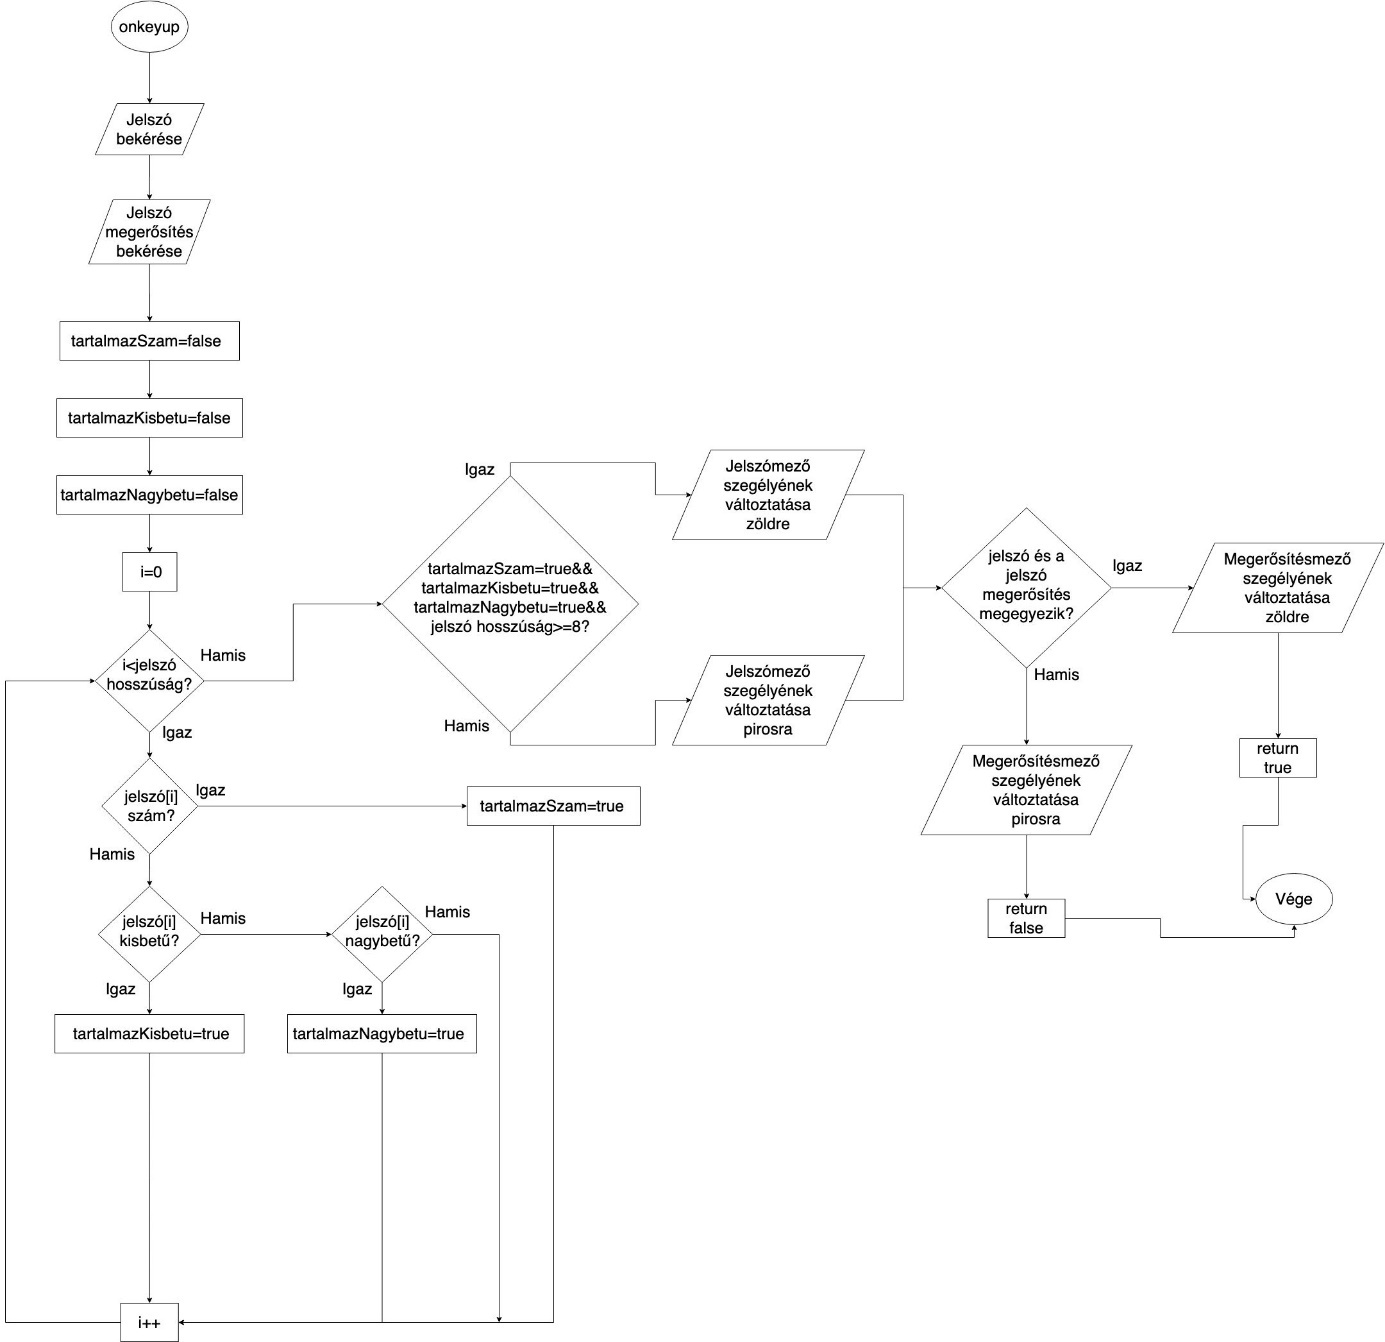 onkeyup
Jelszó
bekérése
Jelszó
megerősítés
bekérése
tartalmazSzam=false
tartalmazKisbetu=false
tartalmazNagybetu=false
i=0
i<jelszó
hosszúság?
Hamis
Igaz
jelszó[i]
szám?
Igaz
Hamis
tartalmazSzam=true
jelszó[i]
kisbetű?
Hamis
Igaz
jelszó[i]
nagybetű?
Hamis
Igaz
tartalmazKisbetu=true
tartalmazNagybetu=true
i++
Igaz
tartalmazSzam=true&&
tartalmazKisbetu=true&&
tartalmazNagybetu=true&&
jelszó hosszúság>=8?
Hamis
Jelszómező
szegélyének
változtatása
zöldre
Jelszómező
szegélyének
változtatása
pirosra
jelszó és a
jelszó
megerősítés
megegyezik?
Igaz
Hamis
Megerősítésmező
szegélyének
változtatása
zöldre
return
true
Megerősítésmező
szegélyének
változtatása
pirosra
return
false
Vége